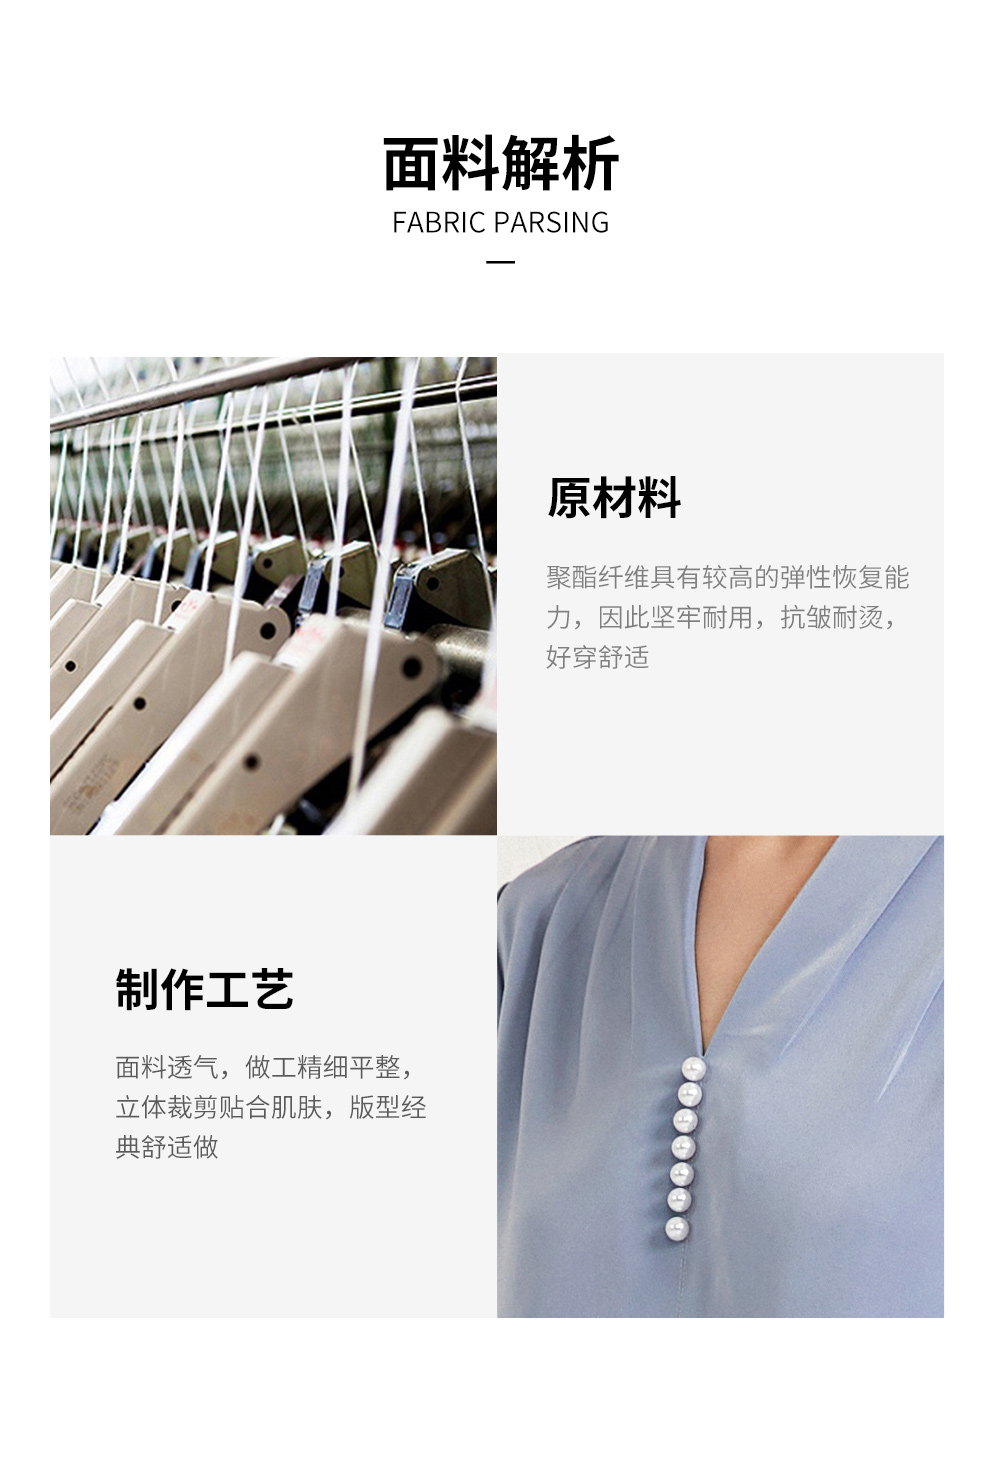 面料解析
FABRIC PARSING
原材料
聚酯纤维具有较高的弹性恢复能
力，因此坚牢耐用，抗皱耐烫，
好穿舒适
制作工艺
面料透气，做工精细平整，
立体裁剪贴合肌肤，版型经
典舒适做